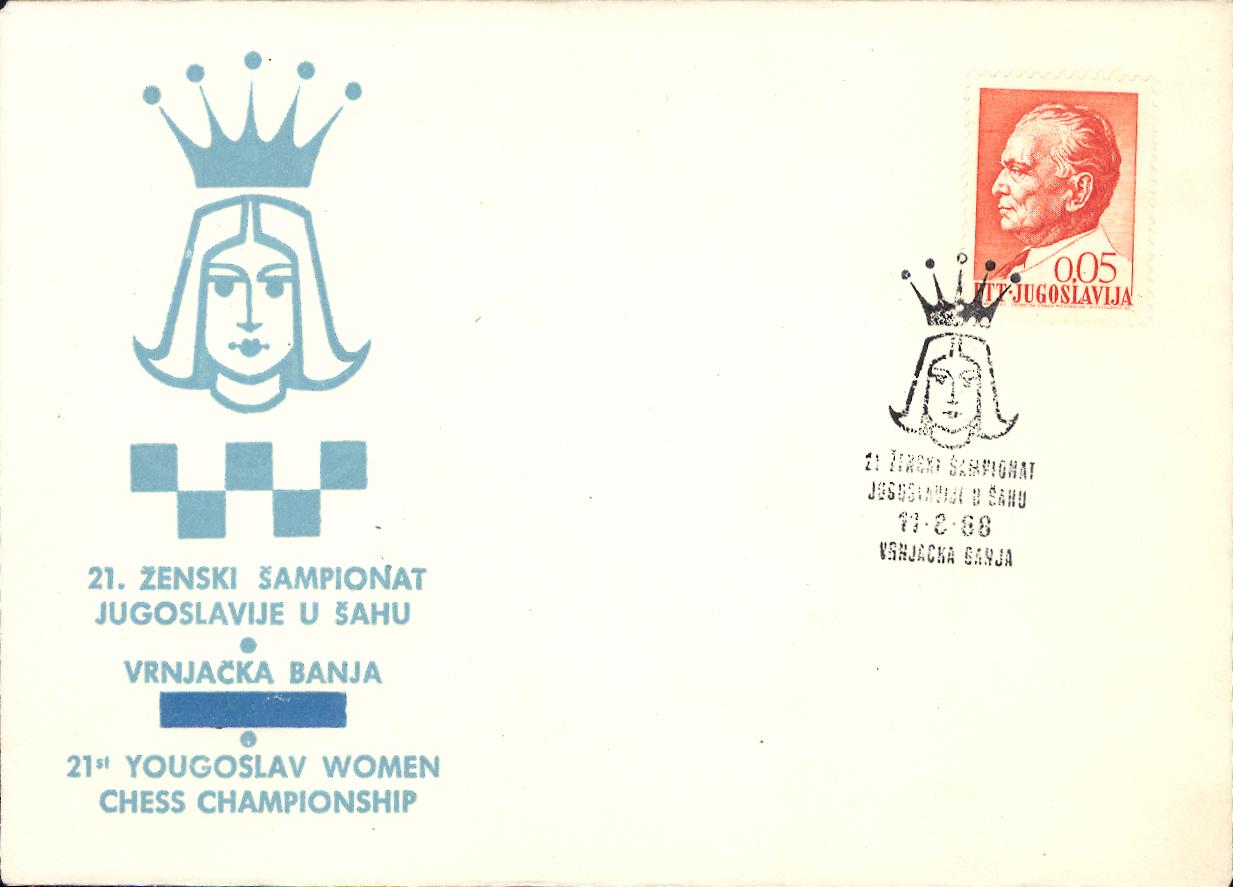 21. ŽENSKI ŠAMPIONAT
JUGOSLAVIJE U ŠAHU
VRNJAČKA BANJA
21st YOUGOSLAV WOMEN
CHESS CHAMPIONSHIP
0,05
PTT·JUGOSLAVIJA
21 ŽENSKI ŠAMPIONAT
JUGOSLAVIJE U ŠAHU
68
VRNJAČKA BANJA